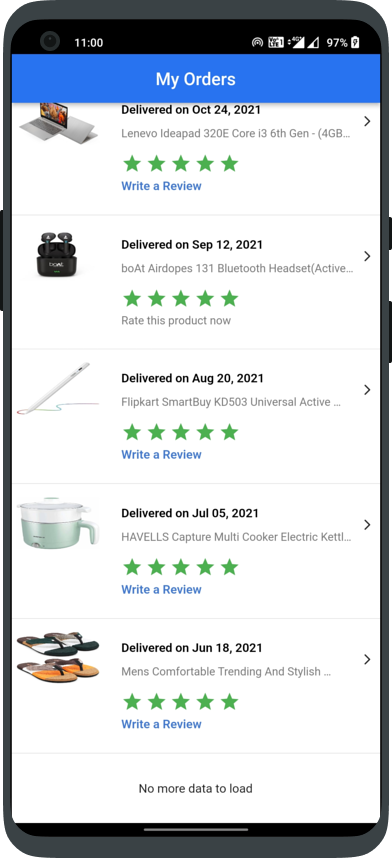 11:00
97%
My Orders
Delivered on Oct 24, 2021
Lenevo Ideapad 320E Core i3 6th Gen - (4GB...
Write a Review
boAt
Delivered on Sep 12, 2021
boAt Airdopes 131 Bluetooth Headset(Active...
Rate this product now
Delivered on Aug 20, 2021
Flipkart SmartBuy KD503 Universal Active ...
Write a Review
Delivered on Jul 05, 2021
HAVELLS Capture Multi Cooker Electric Kettl...
Write a Review
Delivered on Jun 18, 2021
Mens Comfortable Trending And Stylish ...
Write a Review
No more data to load